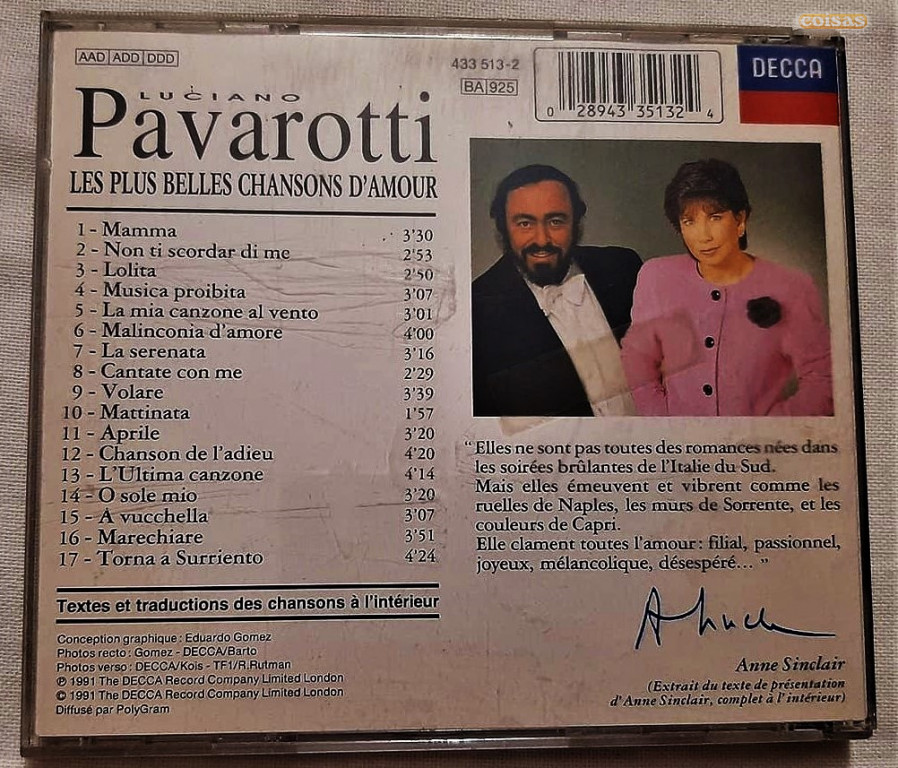 coisas
AAD ADD DDD
433 513-2
BA 925
0 28943 35132 4
DECCA
LUCIANO
Pavarotti
LES PLUS BELLES CHANSONS D'AMOUR
1 - Mamma 3'30
2 - Non ti scordar di me 2'53
3 - Lolita 2'50
4 - Musica proibita 3'07
5 - La mia canzone al vento 3'01
6 - Malinconia d'amore 4'00
7 - La serenata 3'16
8 - Cantate con me 2'29
9 - Volare 3'39
10 - Mattinata 1'57
11 - Aprile 3'20
12 - Chanson de l'adieu 4'20
13 - L'Ultima canzone 4'14
14 - O sole mio 3'20
15 - A vucchella 3'07
16 - Marechiare 3'51
17 - Torna a Surriento 4'24
Textes et traductions des chansons à l'intérieur
Conception graphique : Eduardo Gomez
Photos recto : Gomez - DECCA/Barto
Photos verso : DECCA/Kois - TF1/R.Rutman
℗ 1991 The DECCA Record Company Limited London
© 1991 The DECCA Record Company Limited London
Diffusé par PolyGram
"Elles ne sont pas toutes des romances nées dans
les soirées brûlantes de l'Italie du Sud.
Mais elles émeuvent et vibrent comme les
ruelles de Naples, les murs de Sorrente, et les
couleurs de Capri.
Elle clament toutes l'amour : filial, passionnel,
joyeux, mélancolique, désespéré... "
Anne Sinclair
(Extrait du texte de présentation
d'Anne Sinclair, complet à l'intérieur)